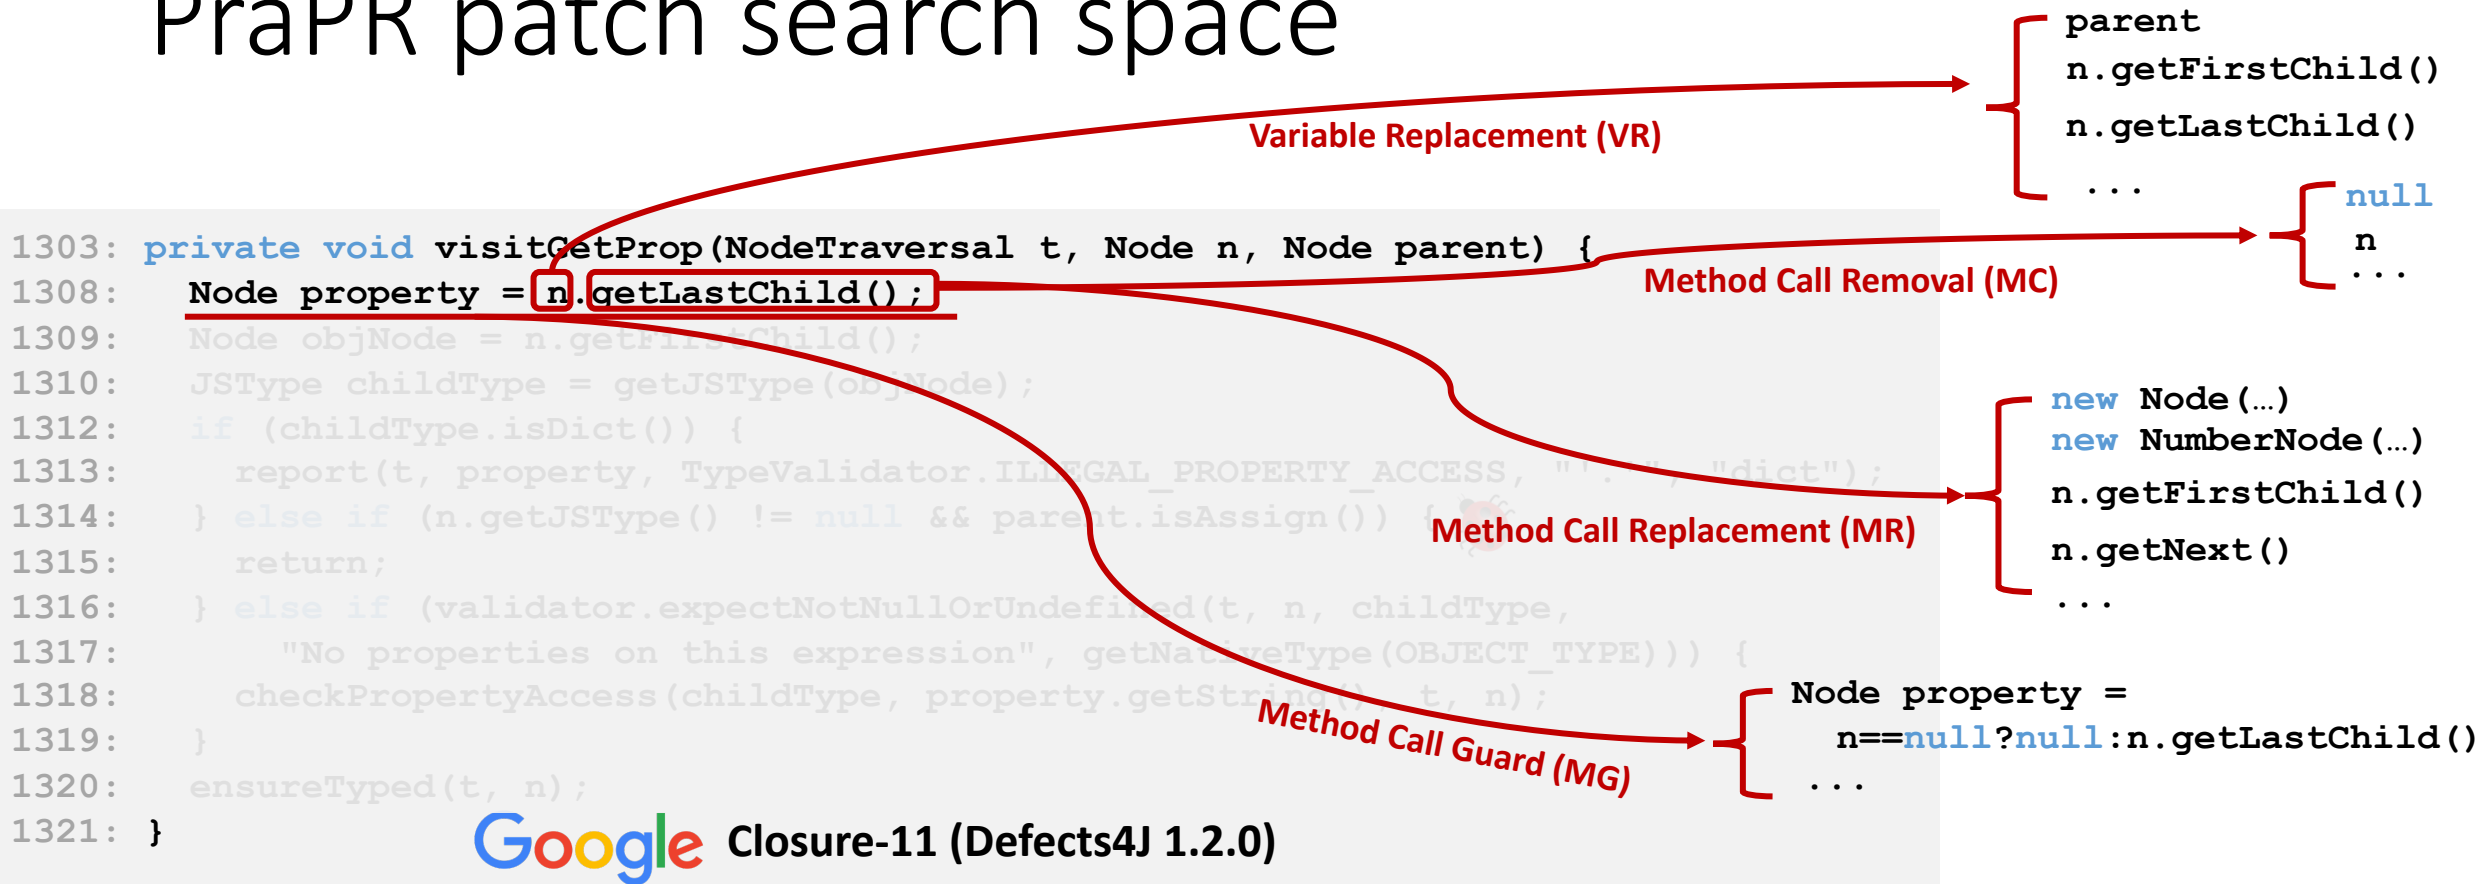 PraPR patch search space
parent
n.getFirstChild()
n.getLastChild()
...
Variable Replacement (VR)
null
n
...
Method Call Removal (MC)
1303: private void visitGetProp(NodeTraversal t, Node n, Node parent) {
1308: Node property = n.getLastChild();
1309: Node objNode = n.getFirstChild();
1310: JSType childType = getJSType(objNode);
1312: if (childType.isDict()) {
1313: report(t, property, TypeValidator.ILLEGAL_PROPERTY_ACCESS, "'.'", "dict");
1314: } else if (n.getJSType() != null && parent.isAssign()) {
1315: return;
1316: } else if (validator.expectNotNullOrUndefined(t, n, childType,
1317: "No properties on this expression", getNativeType(OBJECT_TYPE))) {
1318: checkPropertyAccess(childType, property.getString(), t, n);
1319: }
1320: ensureTyped(t, n);
1321: }
new Node(…)
new NumberNode(…)
n.getFirstChild()
n.getNext()
...
Method Call Replacement (MR)
Node property =
n==null?null:n.getLastChild()
...
Method Call Guard (MG)
Google Closure-11 (Defects4J 1.2.0)